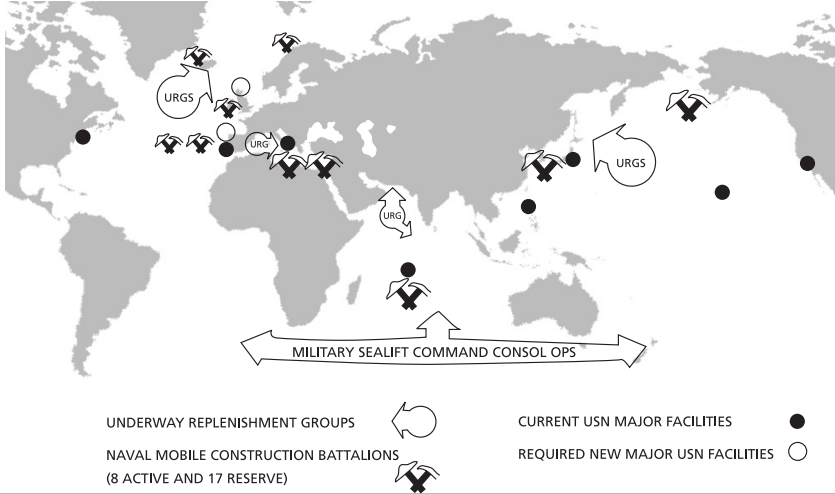 URGS
URG
URGS
URG
MILITARY SEALIFT COMMAND CONSOL OPS
UNDERWAY REPLENISHMENT GROUPS
CURRENT USN MAJOR FACILITIES
NAVAL MOBILE CONSTRUCTION BATTALIONS
(8 ACTIVE AND 17 RESERVE)
REQUIRED NEW MAJOR USN FACILITIES